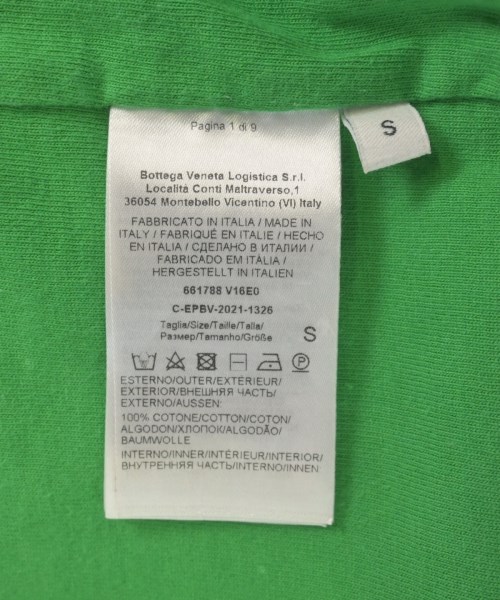 Pagina 1 di 9
S
Bottega Veneta Logistica S.r.l.
Località Conti Maltraverso,1
36054 Montebello Vicentino (VI) Italy
FABBRICATO IN ITALIA / MADE IN
ITALY / FABRIQUÉ EN ITALIE / HECHO
EN ITALIA / СДЕЛАНО В ИТАЛИИ /
FABRICADO EM ITÁLIA /
HERGESTELLT IN ITALIEN
661788 V16E0
C-EPBV-2021-1326
Taglia/Size/Taille/Talla/
Размер/Tamanho/Größe
S
P
ESTERNO/OUTER/EXTÉRIEUR/
EXTERIOR/ВНЕШНЯЯ ЧАСТЬ/
EXTERNO/AUSSEN:
100% COTONE/COTTON/COTON/
ALGODON/ХЛОПОК/ALGODÃO/
BAUMWOLLE
INTERNO/INNER/INTÉRIEUR/INTERIOR/
ВНУТРЕННЯЯ ЧАСТЬ/INTERNO/INNEN